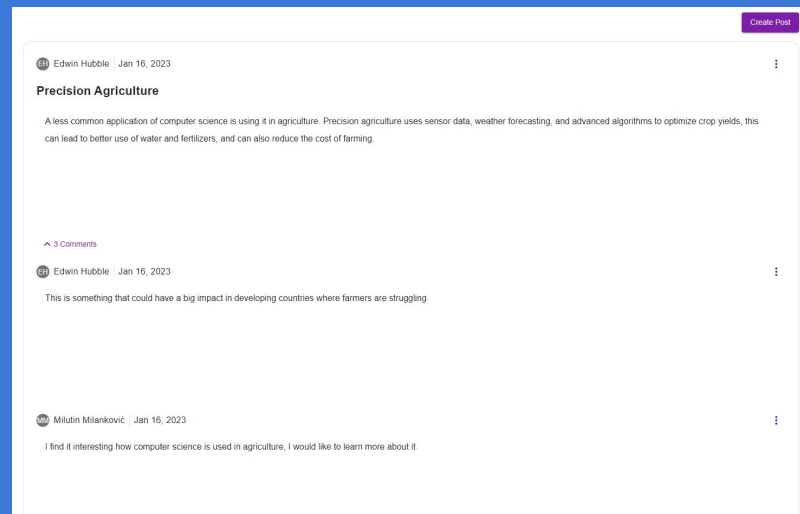 Create Post
EH Edwin Hubble Jan 16, 2023
Precision Agriculture
A less common application of computer science is using it in agriculture. Precision agriculture uses sensor data, weather forecasting, and advanced algorithms to optimize crop yields, this
can lead to better use of water and fertilizers, and can also reduce the cost of farming.
3 Comments
EH Edwin Hubble Jan 16, 2023
This is something that could have a big impact in developing countries where farmers are struggling.
MM Milutin Milanković Jan 16, 2023
I find it interesting how computer science is used in agriculture, I would like to learn more about it.